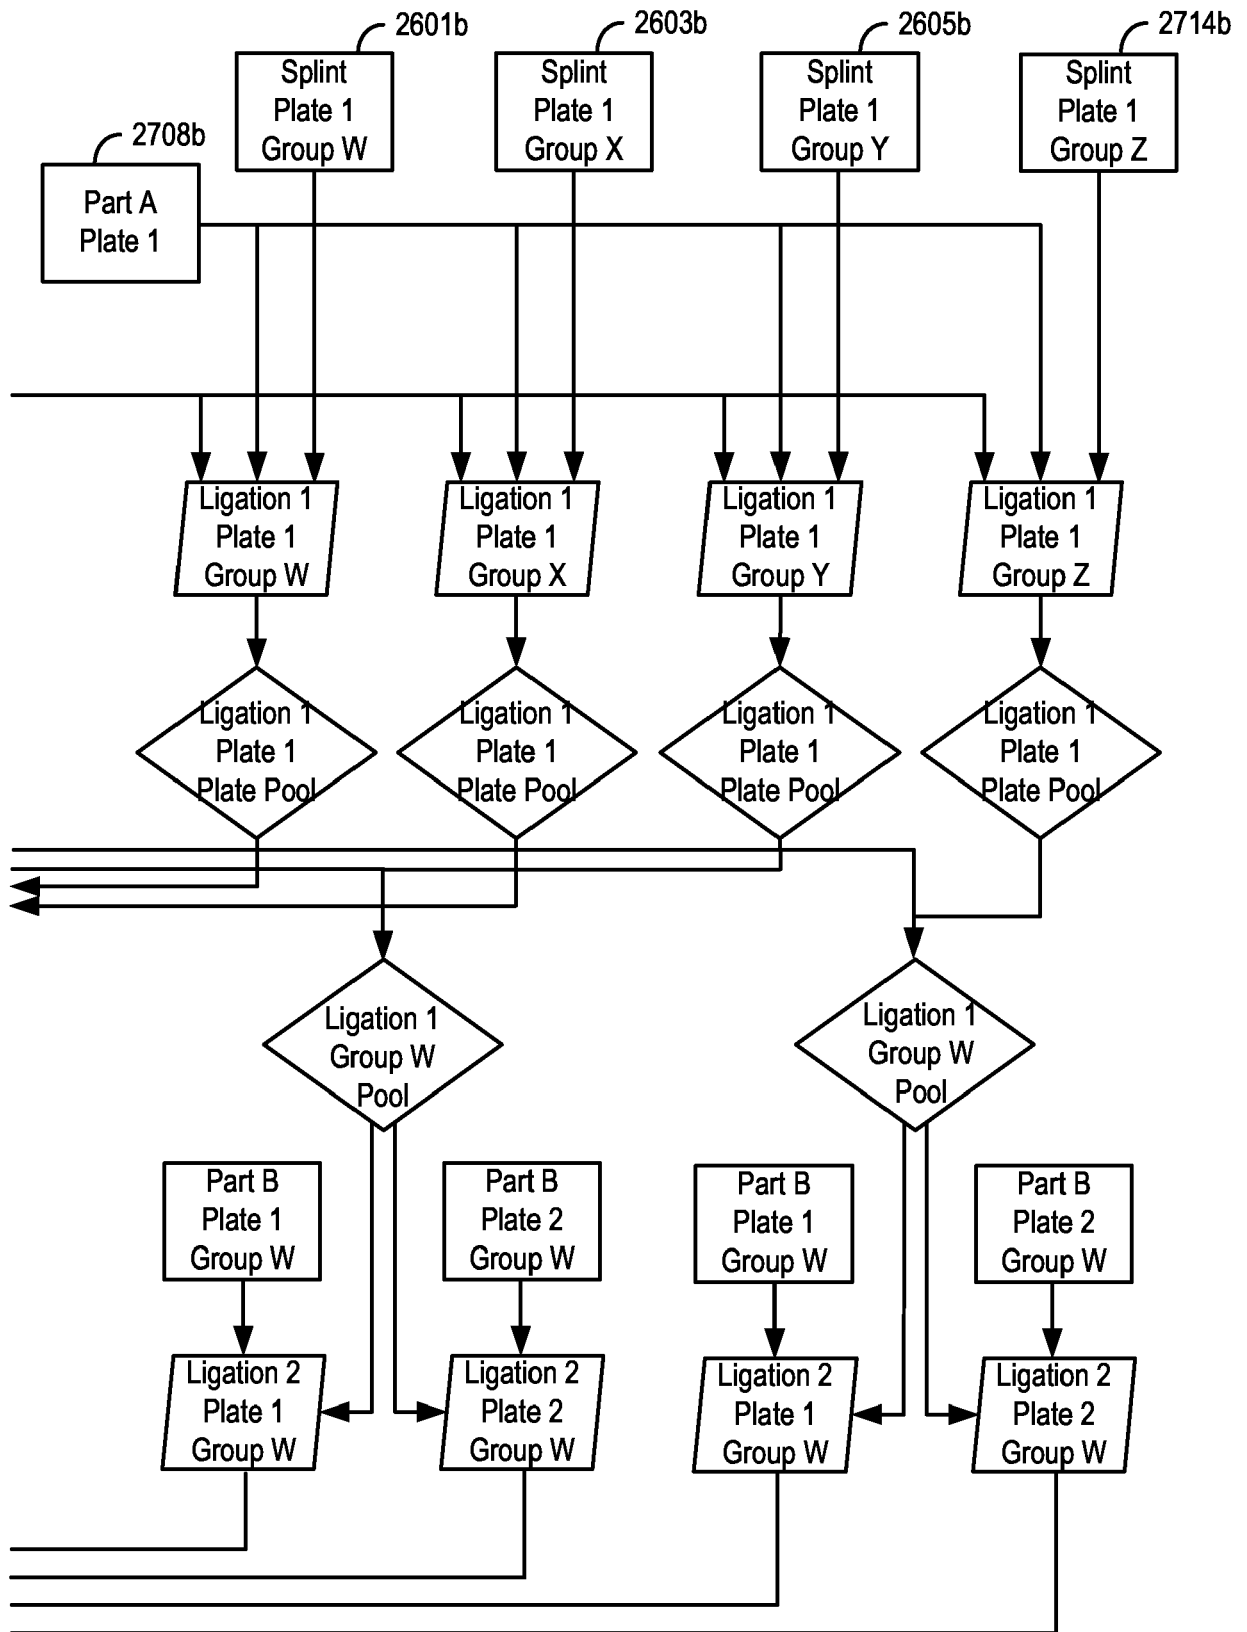 2601b
2603b
2605b
2714b
Splint
Plate 1
Group W
Splint
Plate 1
Group X
Splint
Plate 1
Group Y
Splint
Plate 1
Group Z
2708b
Part A
Plate 1
Ligation 1
Plate 1
Group W
Ligation 1
Plate 1
Group X
Ligation 1
Plate 1
Group Y
Ligation 1
Plate 1
Group Z
Ligation 1
Plate 1
Plate Pool
Ligation 1
Plate 1
Plate Pool
Ligation 1
Plate 1
Plate Pool
Ligation 1
Plate 1
Plate Pool
Ligation 1
Group W
Pool
Ligation 1
Group W
Pool
Part B
Plate 1
Group W
Part B
Plate 2
Group W
Part B
Plate 1
Group W
Part B
Plate 2
Group W
Ligation 2
Plate 1
Group W
Ligation 2
Plate 2
Group W
Ligation 2
Plate 1
Group W
Ligation 2
Plate 2
Group W